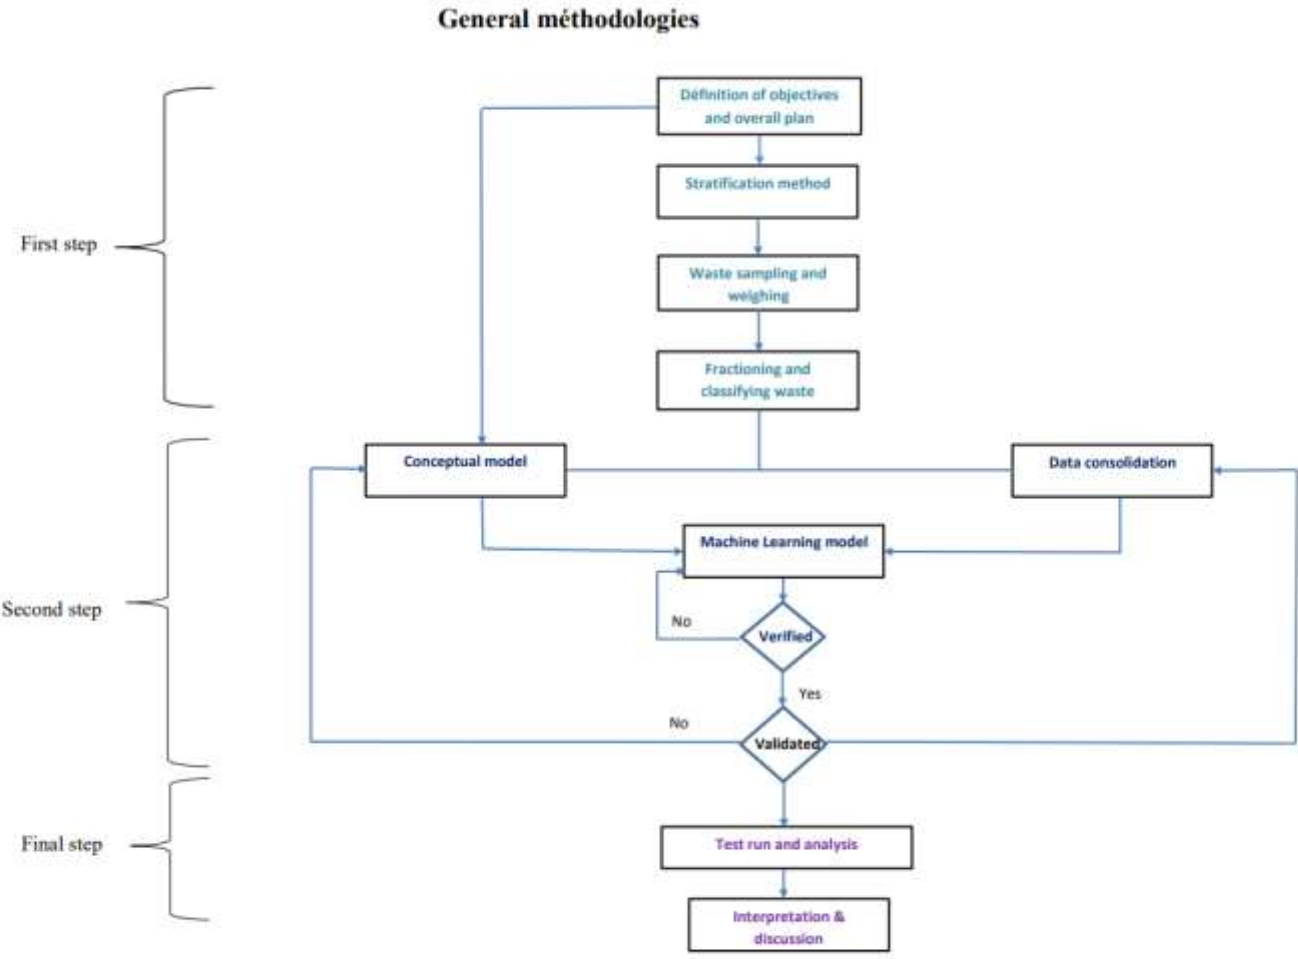 General méthodologies
Définition of objectives
and overall plan
Stratification method
First step
Waste sampling and
weighing
Fractioning and
classifying waste
Conceptual model
Data consolidation
Machine Learning model
Second step
No
Verified
Yes
No
Validated
Final step
Test run and analysis
Interpretation &
discussion